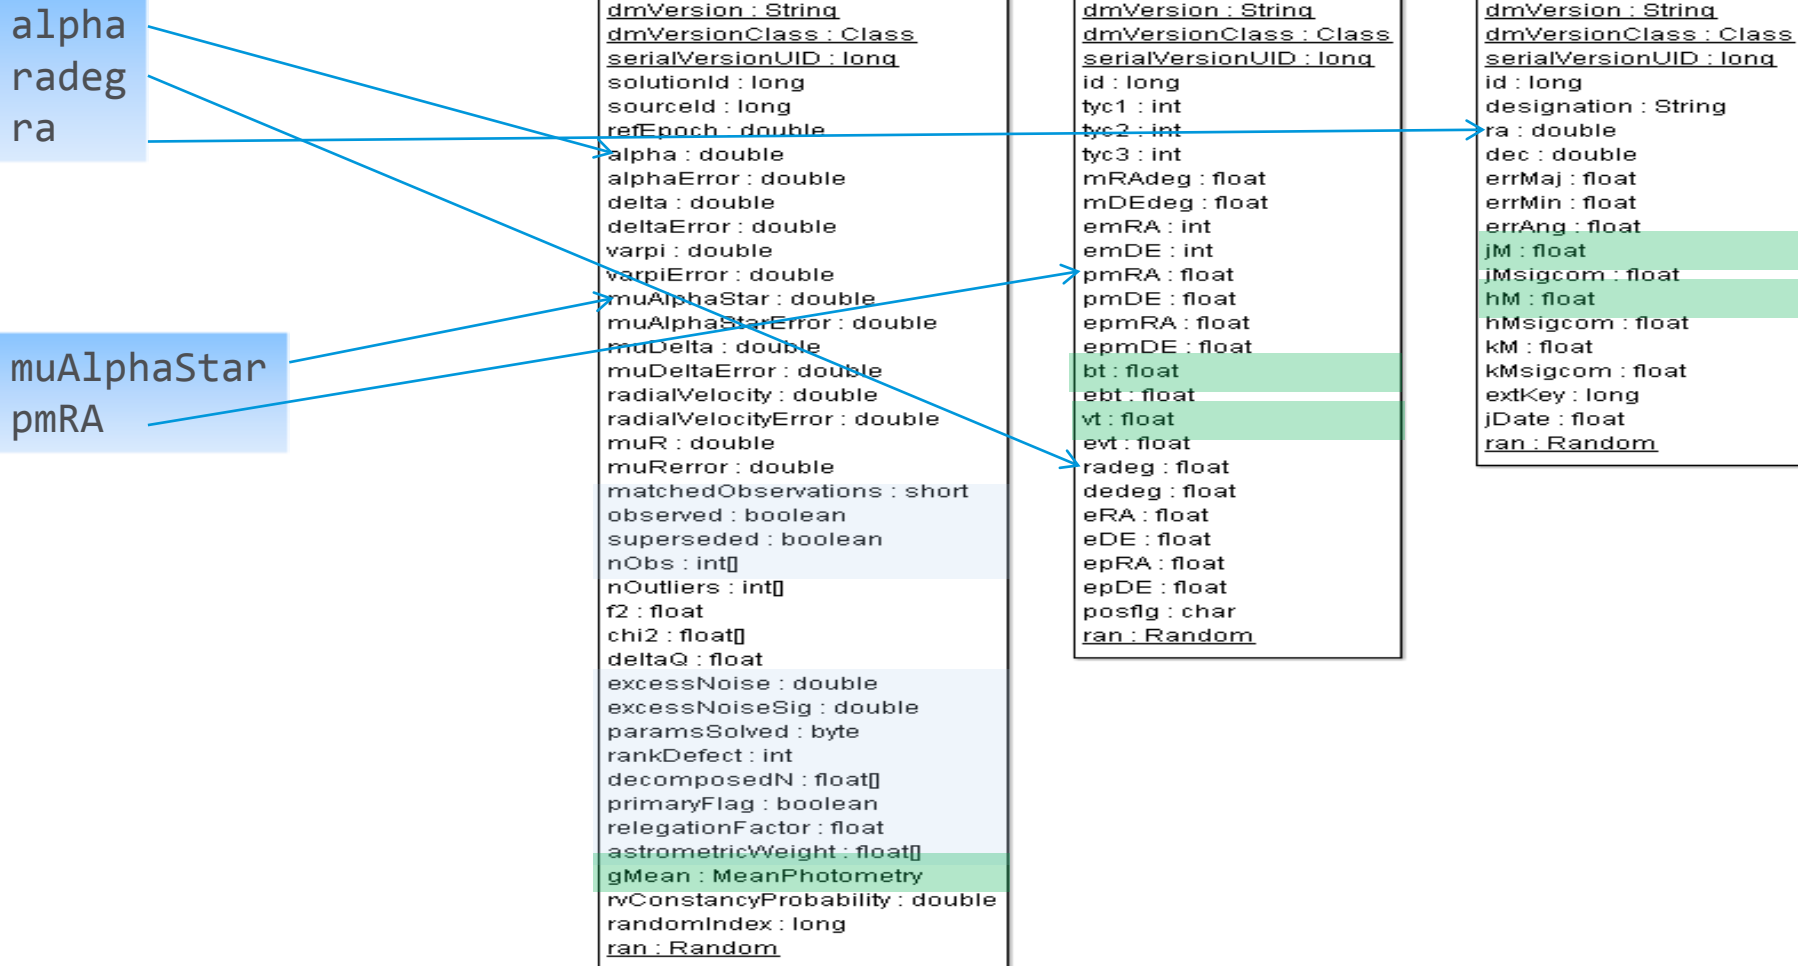 alpha
radeg
ra
muAlphaStar
pmRA
dmVersion : String
dmVersionClass : Class
serialVersionUID : long
solutionId : long
sourceId : long
refEpoch : double
alpha : double
alphaError : double
delta : double
deltaError : double
varpi : double
varpiError : double
muAlphaStar : double
muAlphaStarError : double
muDelta : double
muDeltaError : double
radialVelocity : double
radialVelocityError : double
muR : double
muRerror : double
matchedObservations : short
observed : boolean
superseded : boolean
nObs : int[]
nOutliers : int[]
f2 : float
chi2 : float[]
deltaQ : float
excessNoise : double
excessNoiseSig : double
paramsSolved : byte
rankDefect : int
decomposedN : float[]
primaryFlag : boolean
relegationFactor : float
astrometricWeight : float[]
gMean : MeanPhotometry
rvConstancyProbability : double
randomIndex : long
ran : Random
dmVersion : String
dmVersionClass : Class
serialVersionUID : long
id : long
tyc1 : int
tyc2 : int
tyc3 : int
mRAdeg : float
mDEdeg : float
emRA : int
emDE : int
pmRA : float
pmDE : float
epmRA : float
epmDE : float
bt : float
ebt : float
vt : float
evt : float
radeg : float
dedeg : float
eRA : float
eDE : float
epRA : float
epDE : float
posflg : char
ran : Random
dmVersion : String
dmVersionClass : Class
serialVersionUID : long
id : long
designation : String
ra : double
dec : double
errMaj : float
errMin : float
errAng : float
jM : float
jMsigcom : float
hM : float
hMsigcom : float
kM : float
kMsigcom : float
extKey : long
jDate : float
ran : Random